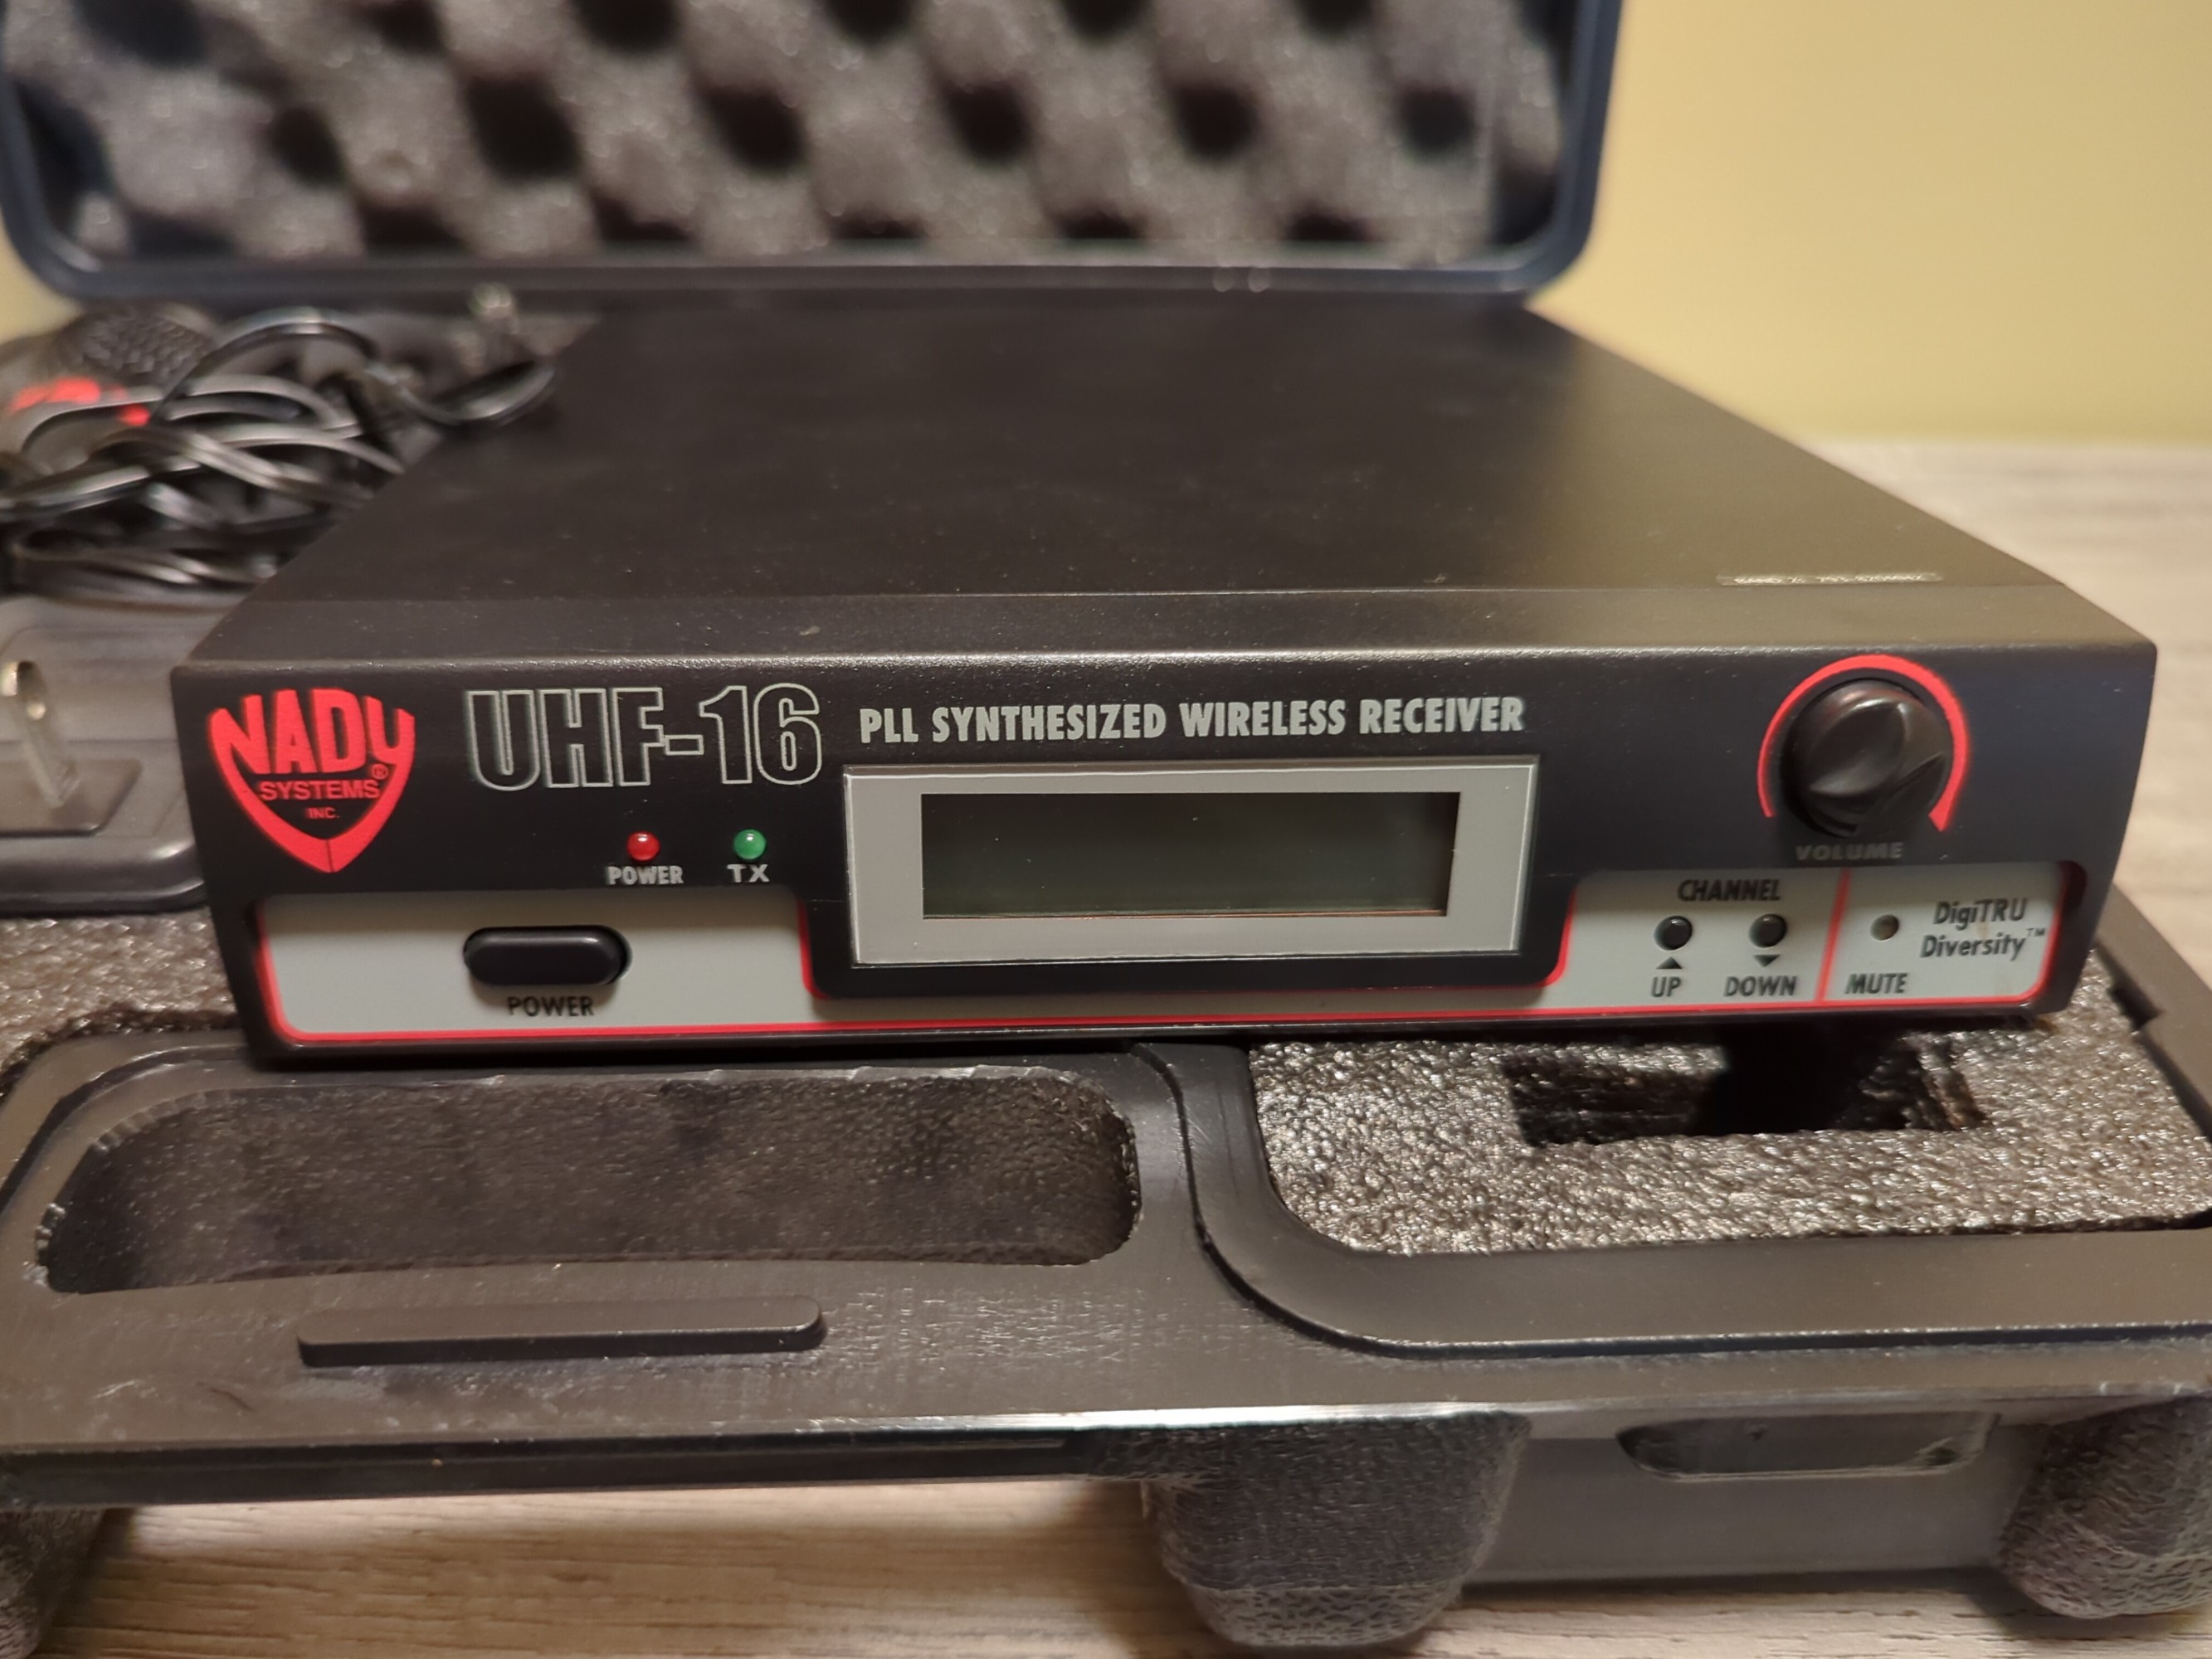 NADY
SYSTEMS®
INC.
UHF-16
PLL SYNTHESIZED WIRELESS RECEIVER
POWER
TX
POWER
VOLUME
CHANNEL
UP
DOWN
MUTE
DigiTRU
Diversity™